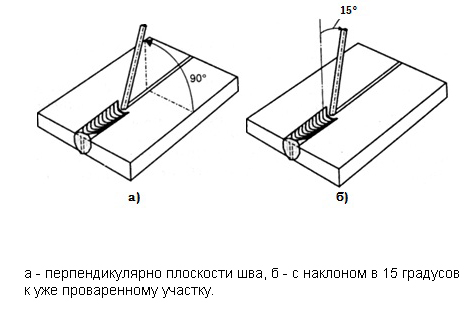 15°
90°
а)
б)
а - перпендикулярно плоскости шва, б - с наклоном в 15 градусов
к уже проваренному участку.